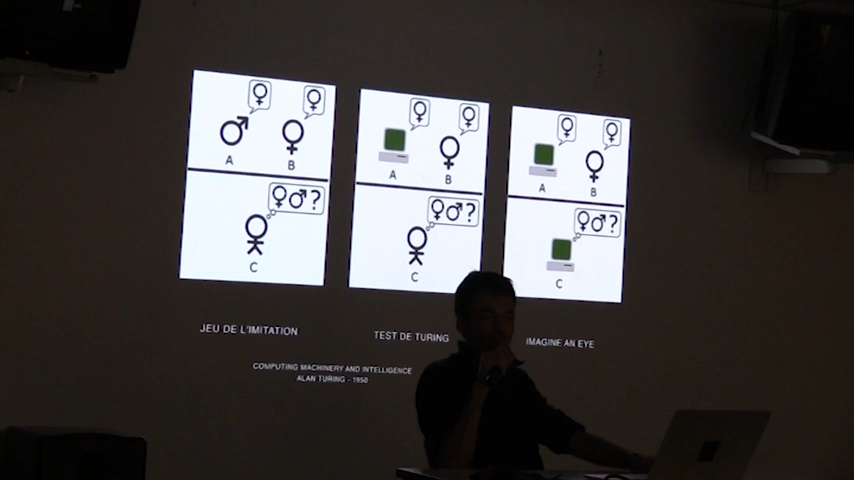 A
B
C
?
A
B
C
?
A
B
C
?
JEU DE L'IMITATION
TEST DE TURING
IMAGINE AN EYE
COMPUTING MACHINERY AND INTELLIGENCE
ALAN TURING - 1950